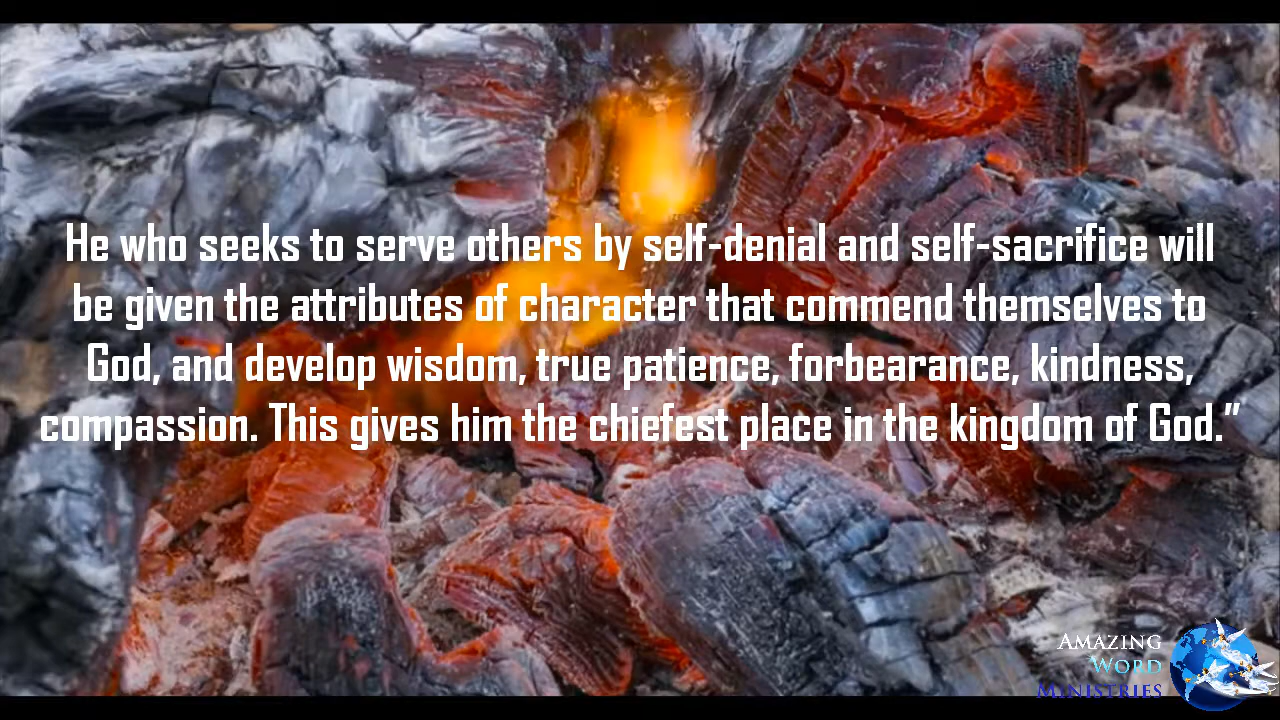 He who seeks to serve others by self-denial and self-sacrifice will
be given the attributes of character that commend themselves to
God, and develop wisdom, true patience, forbearance, kindness,
compassion. This gives him the chiefest place in the kingdom of God.”
Amazing
Word
Ministries